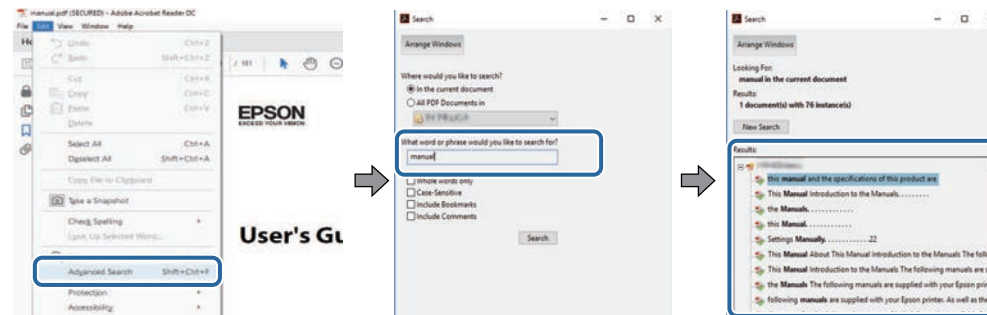 manual.pdf (SECURED) - Adobe Acrobat Reader DC
File Edit View Window Help
Undo Ctrl+Z
Redo Shift+Ctrl+Z
Cut Ctrl+X
Copy Ctrl+C
Paste Ctrl+V
Delete
Select All Ctrl+A
Deselect All Shift+Ctrl+A
Copy File to Clipboard
Take a Snapshot
Check Spelling
Look Up Selected Word...
Advanced Search Shift+Ctrl+F
Protection
Accessibility
/ 181
EPSON
EXCEED YOUR VISION
User's Gu
Search
Arrange Windows
Where would you like to search?
In the current document
All PDF Documents in
What word or phrase would you like to search for?
manual
Whole words only
Case-Sensitive
Include Bookmarks
Include Comments
Search
Search
Arrange Windows
Looking For:
manual in the current document
Results:
1 document(s) with 76 instance(s)
New Search
Results:
this manual and the specifications of this product are
This Manual Introduction to the Manuals. . . . . . . . .
the Manuals. . . . . . . . . . . . .
this Manual. . . . . . . . . . . . .
Settings Manually. . . . . . . . . . . . .22
This Manual About This Manual Introduction to the Manuals The foll
This Manual Introduction to the Manuals The following manuals are
the Manuals The following manuals are supplied with your Epson prin
following manuals are supplied with your Epson printer. As well as the